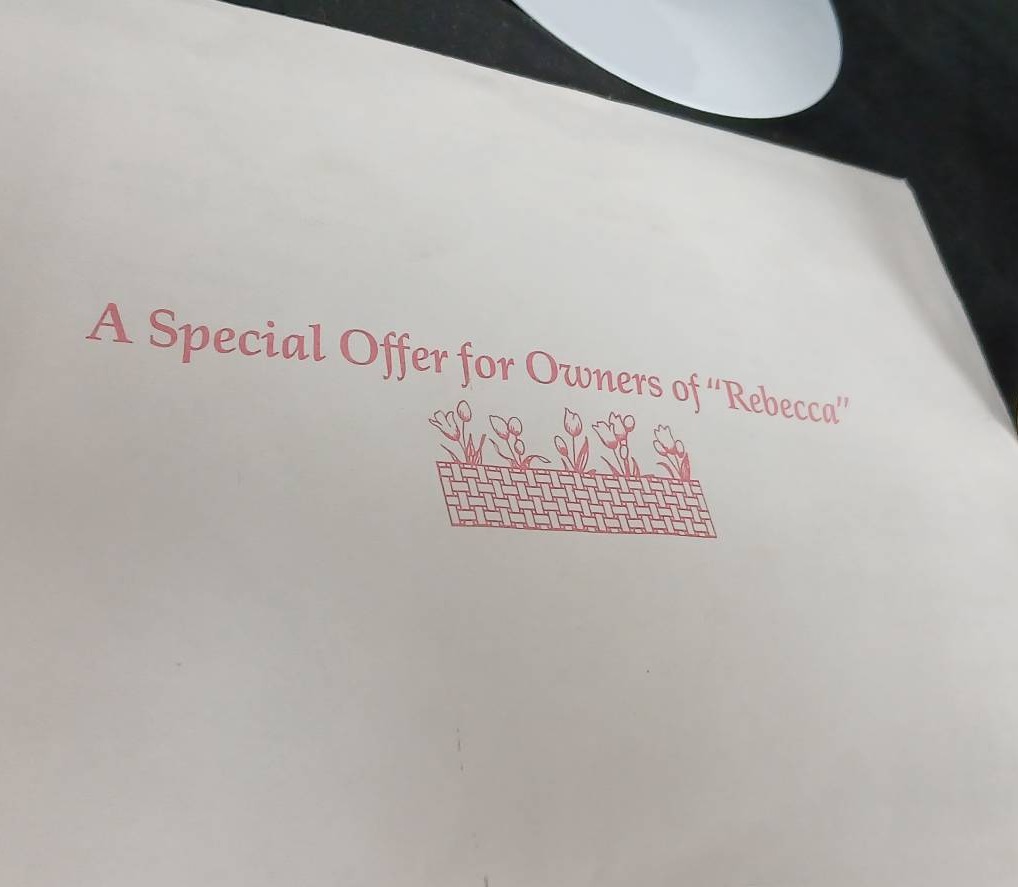 A Special Offer for Owners of “Rebecca”